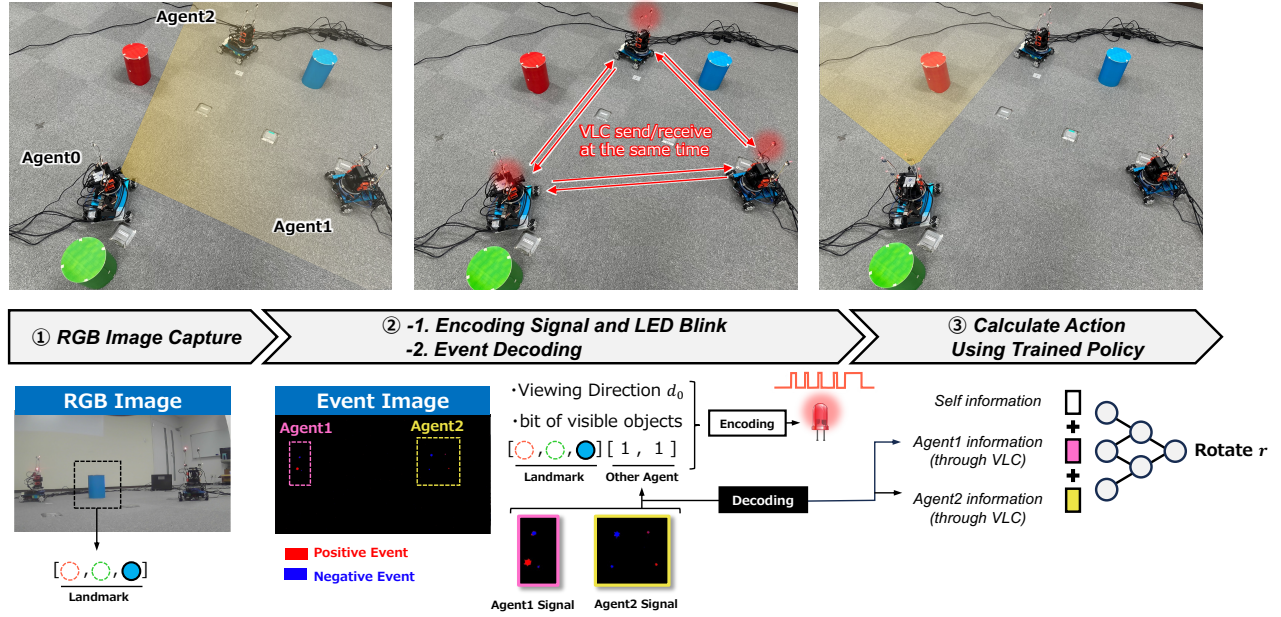 Agent2
Agent0
Agent1
VLC send/receive
at the same time
① RGB Image Capture
② -1. Encoding Signal and LED Blink
-2. Event Decoding
③ Calculate Action
Using Trained Policy
RGB Image
[ , , ]
Landmark
Event Image
Agent1
Agent2
Positive Event
Negative Event
・Viewing Direction d₀
・bit of visible objects
[ , , ] [ 1 , 1 ]
Landmark
Other Agent
Encoding
Decoding
Agent1 Signal
Agent2 Signal
Self information
+
Agent1 information
(through VLC)
+
Agent2 information
(through VLC)
Rotate r